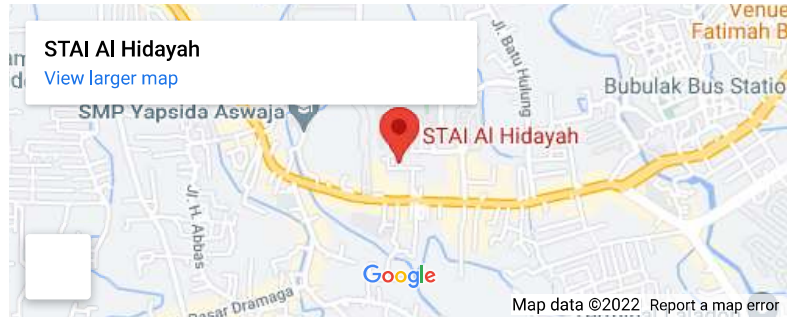 STAI Al Hidayah
View larger map
Venue
Fatimah B
Jl. Batu Hulung
Bubulak Bus Statio
SMP Yapsida Aswaja
STAI Al Hidayah
Jl. H. Abbas
Google
Dramaga
Map data ©2022 Report a map error